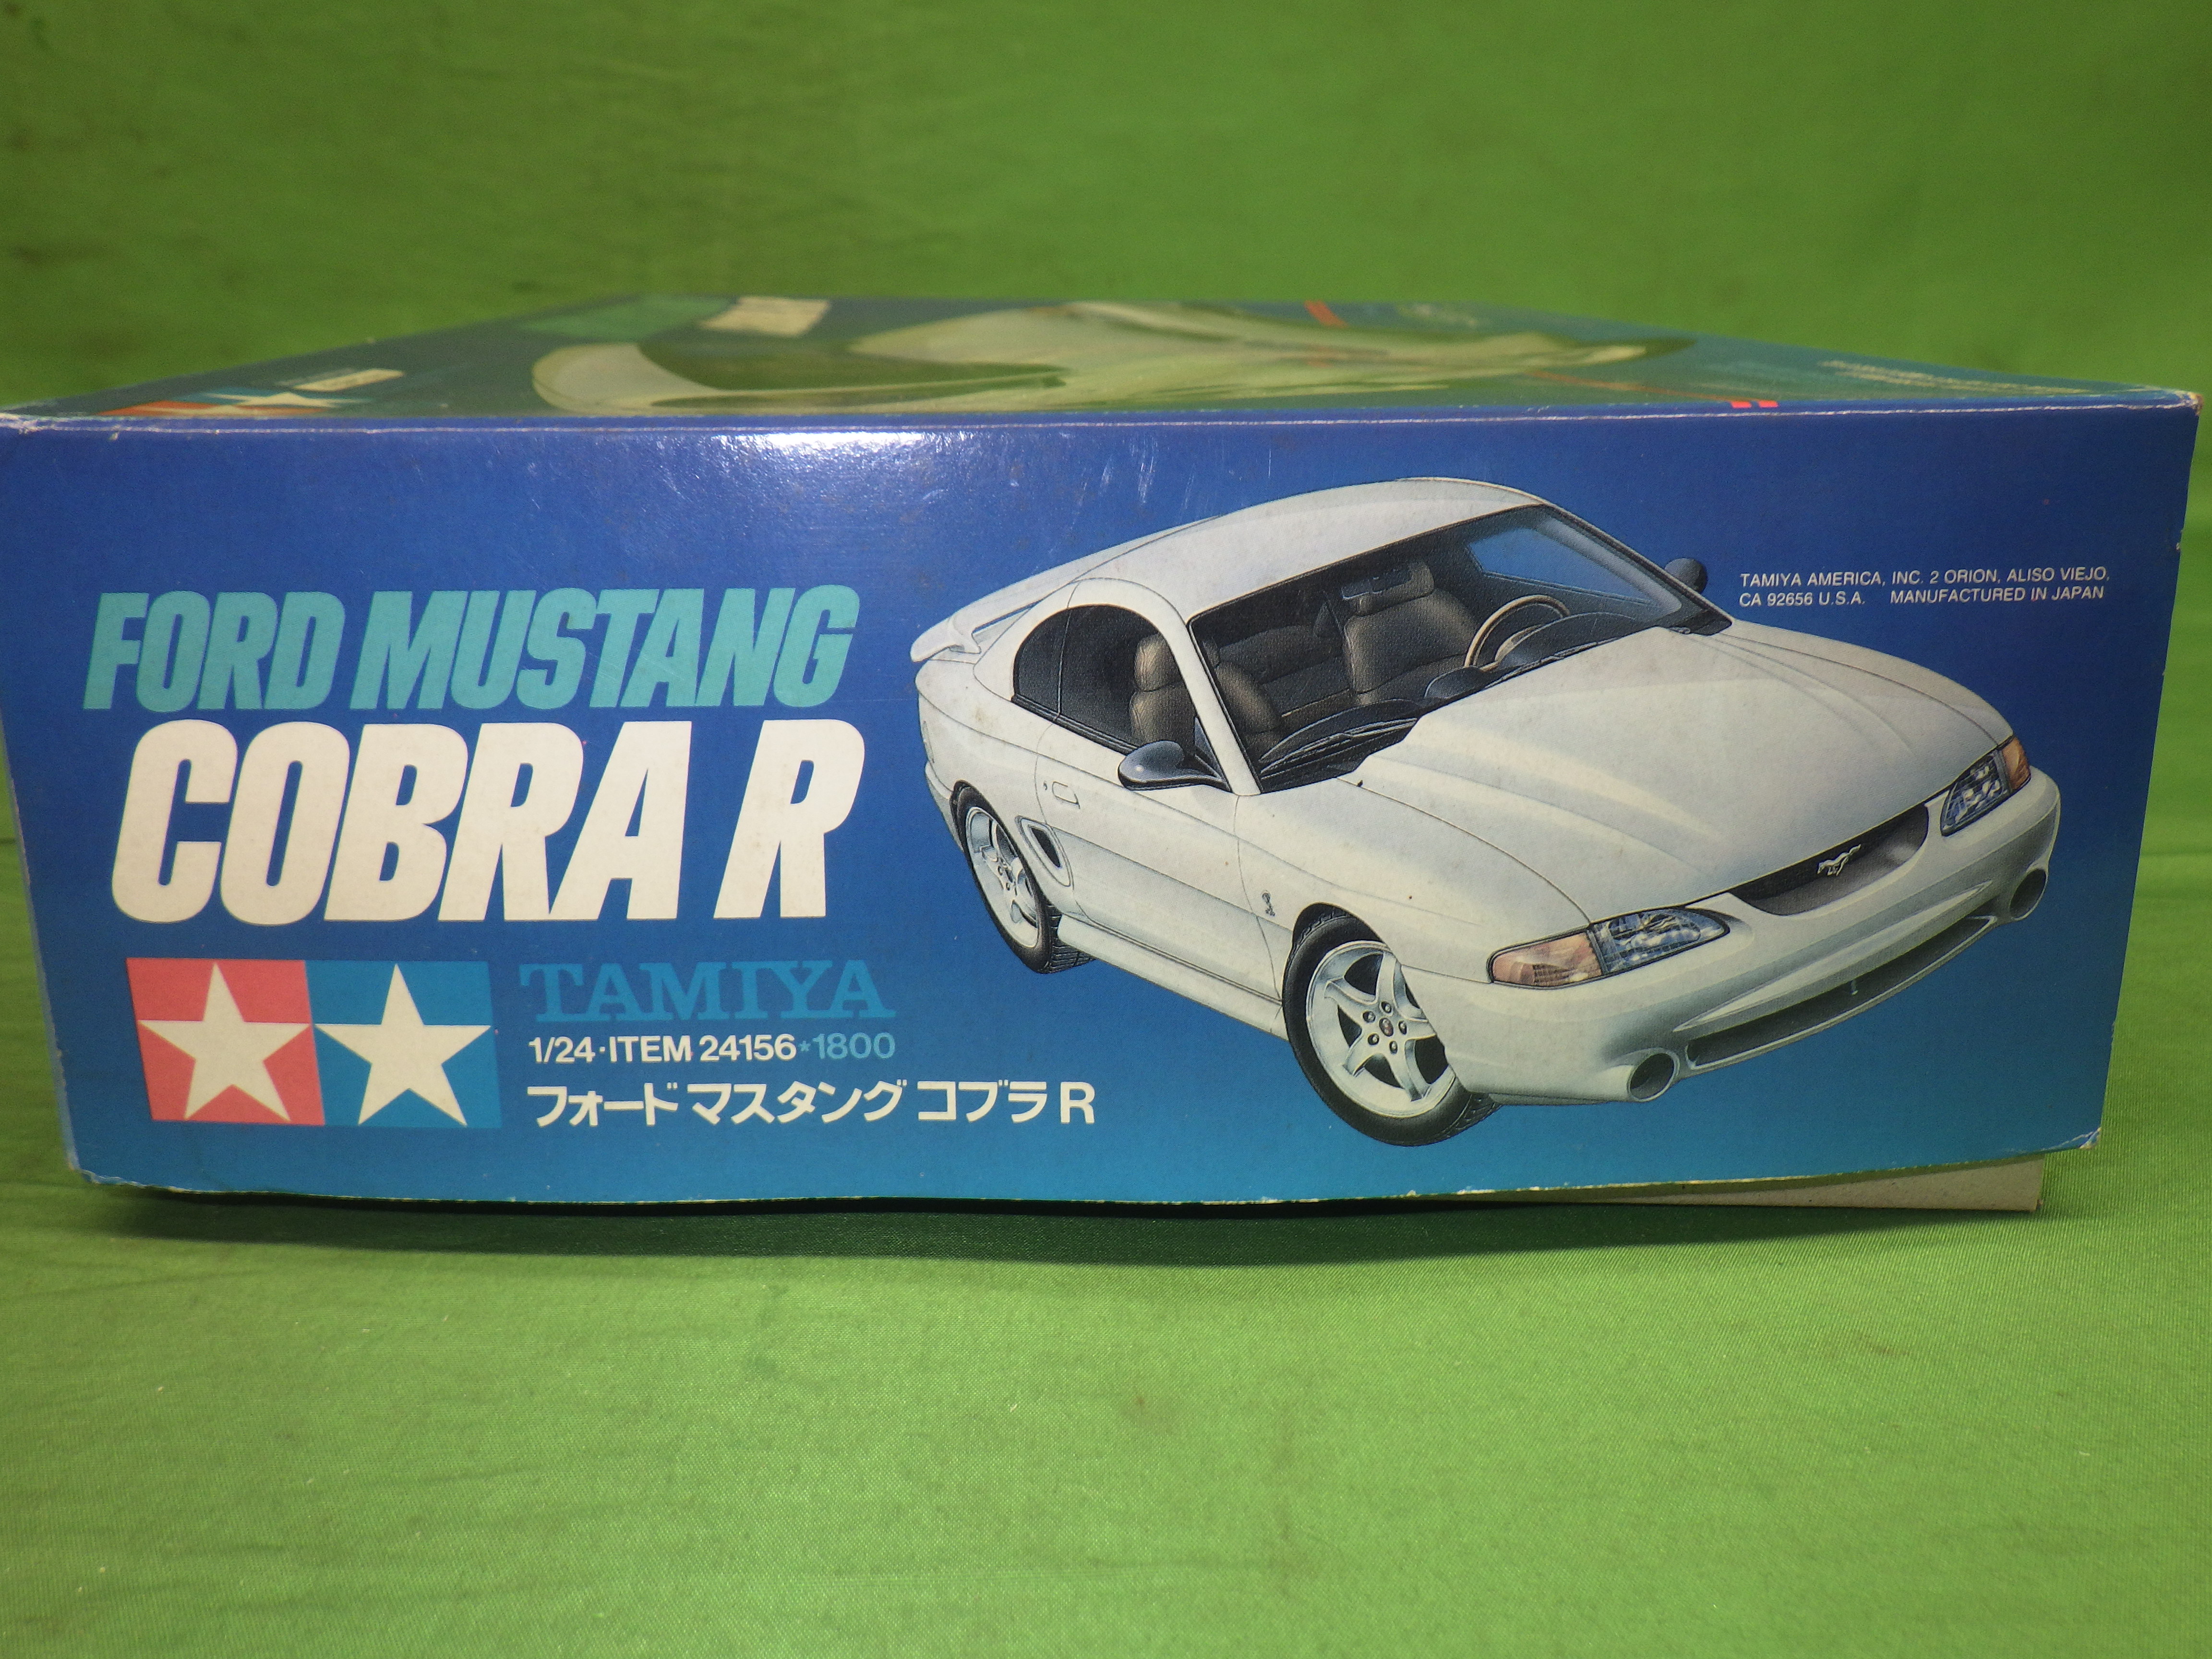 FORD MUSTANG
COBRA R
TAMIYA
1/24・ITEM 24156*1800
フォード マスタング コブラ R
TAMIYA AMERICA, INC. 2 ORION, ALISO VIEJO,
CA 92656 U.S.A. MANUFACTURED IN JAPAN